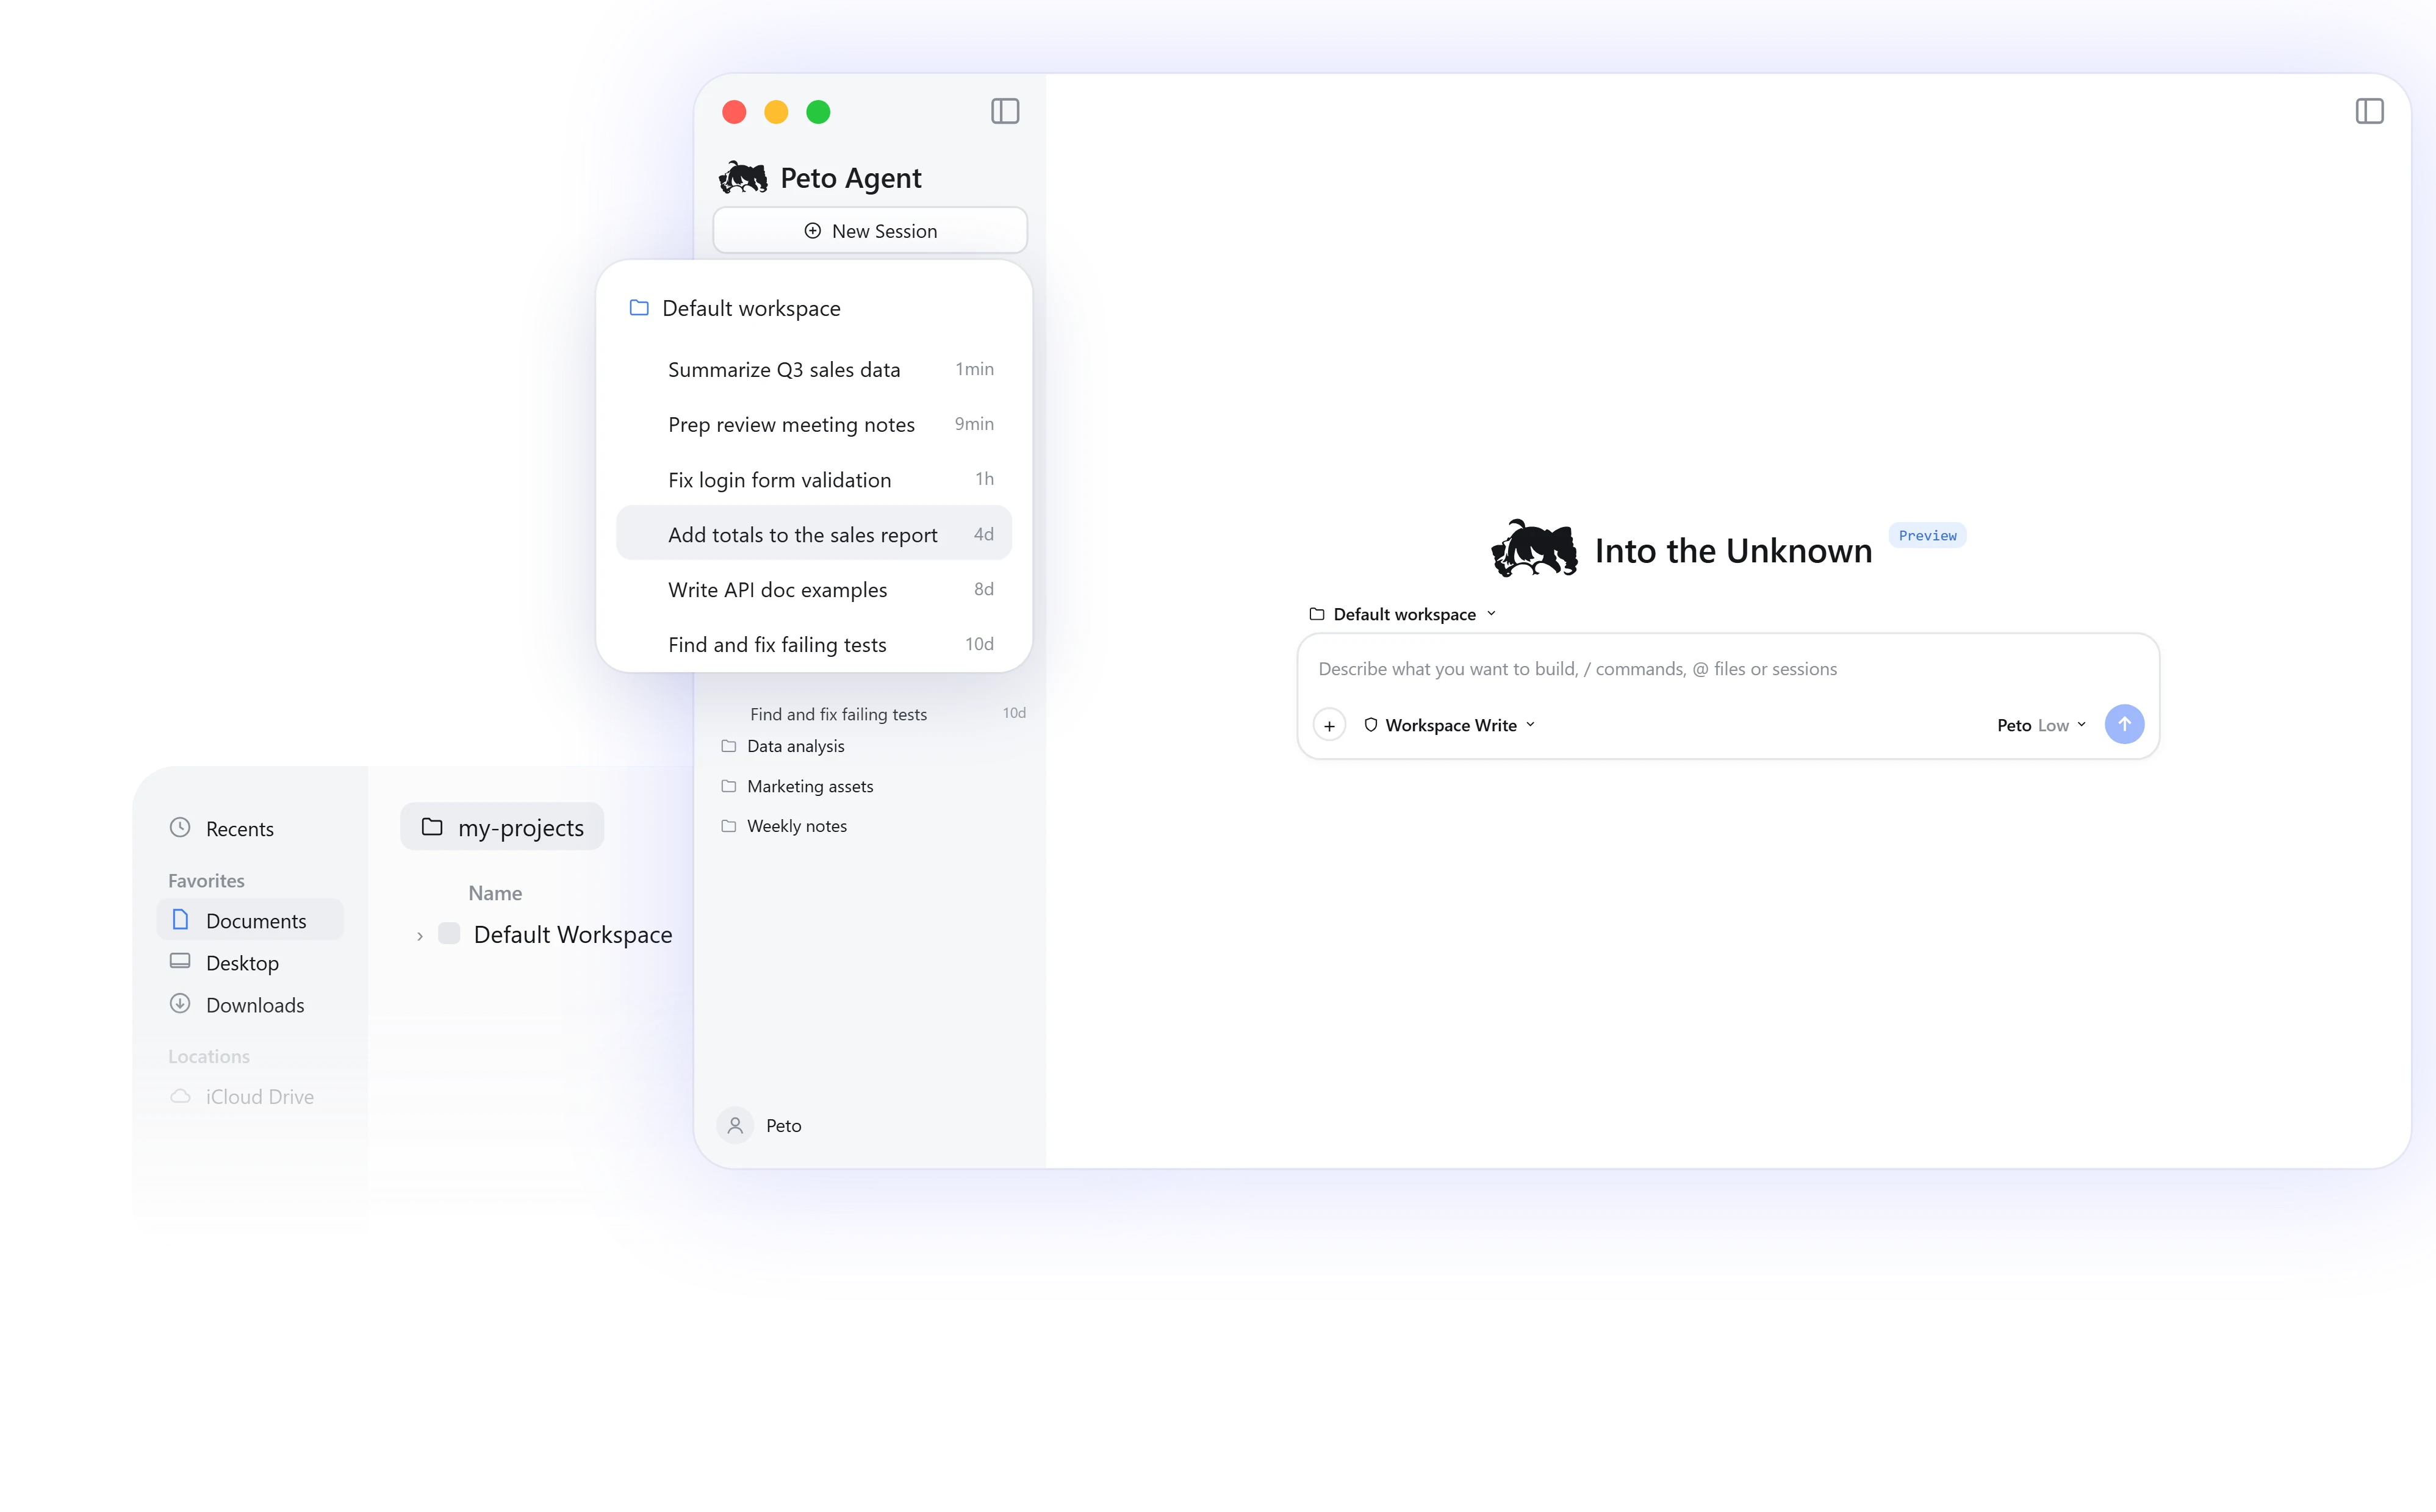 Peto Agent
New Session
Default workspace
Summarize Q3 sales data 1min
Prep review meeting notes 9min
Fix login form validation 1h
Add totals to the sales report 4d
Write API doc examples 8d
Find and fix failing tests 10d
Find and fix failing tests 10d
Data analysis
Marketing assets
Weekly notes
Peto
Into the Unknown Preview
Default workspace
Describe what you want to build, / commands, @ files or sessions
Workspace Write Peto Low
Recents
Favorites
Documents
Desktop
Downloads
Locations
iCloud Drive
my-projects
Name
Default Workspace